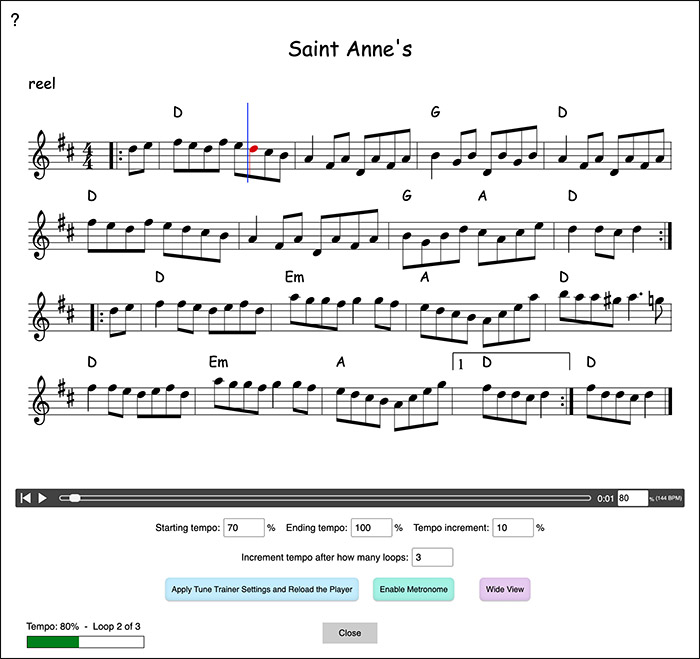 ?
Saint Anne's
reel
D G D
4
4
D G A D
D Em A D
D Em A 1 D D
0:01 80 % (144 BPM)
Starting tempo: 70 % Ending tempo: 100 % Tempo increment: 10 %
Increment tempo after how many loops: 3
Apply Tune Trainer Settings and Reload the Player Enable Metronome Wide View
Tempo: 80% - Loop 2 of 3
Close